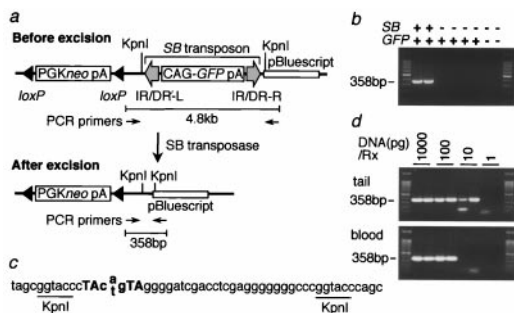 a
Before excision
KpnI
SB transposon
KpnI
pBluescript
PGKneo pA
CAG-GFP pA
loxP
loxP
IR/DR-L
IR/DR-R
4.8kb
PCR primers
SB transposase
After excision
KpnI
KpnI
PGKneo pA
pBluescript
PCR primers
358bp
b
SB + + - - - - - -
GFP + + + + + + - -
358bp
d
DNA(pg)
/Rx
1000
100
10
1
tail
358bp
blood
358bp
c
tagcggtacccTAc a/t gTAggggatcgacctcgagggggggcccggtacccagc
KpnI
KpnI